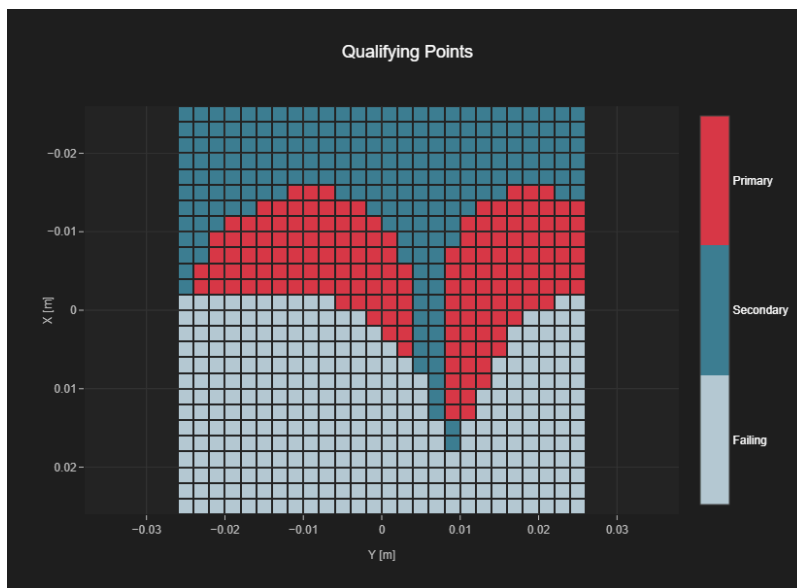 Qualifying Points
Primary
Secondary
Failing
−0.02
−0.01
0
0.01
0.02
X [m]
−0.03
−0.02
−0.01
0
0.01
0.02
0.03
Y [m]